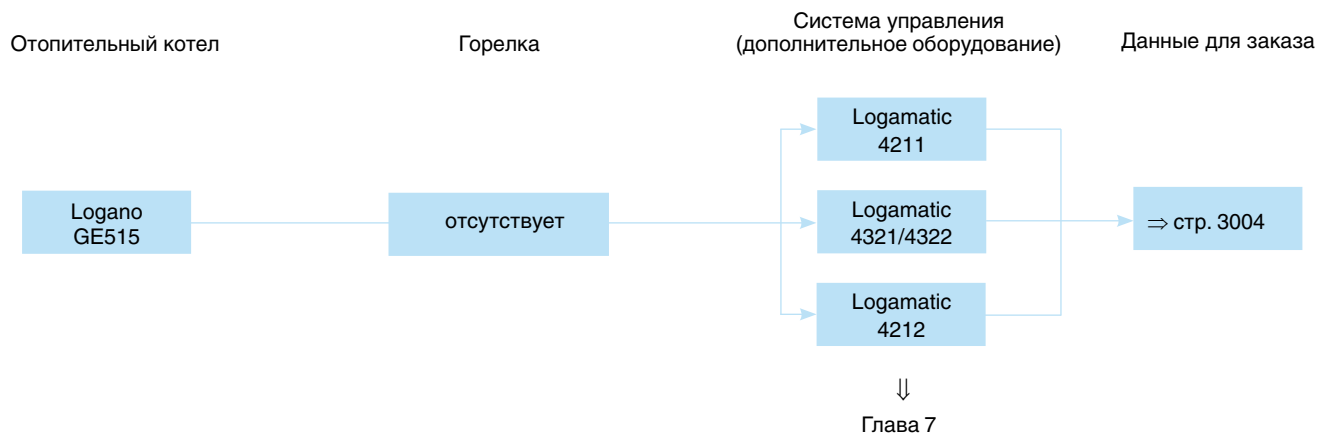 Отопительный котел
Горелка
Система управления
(дополнительное оборудование)
Данные для заказа
Logano
GE515
отсутствует
Logamatic
4211
Logamatic
4321/4322
Logamatic
4212
⇒ стр. 3004
⇓
Глава 7